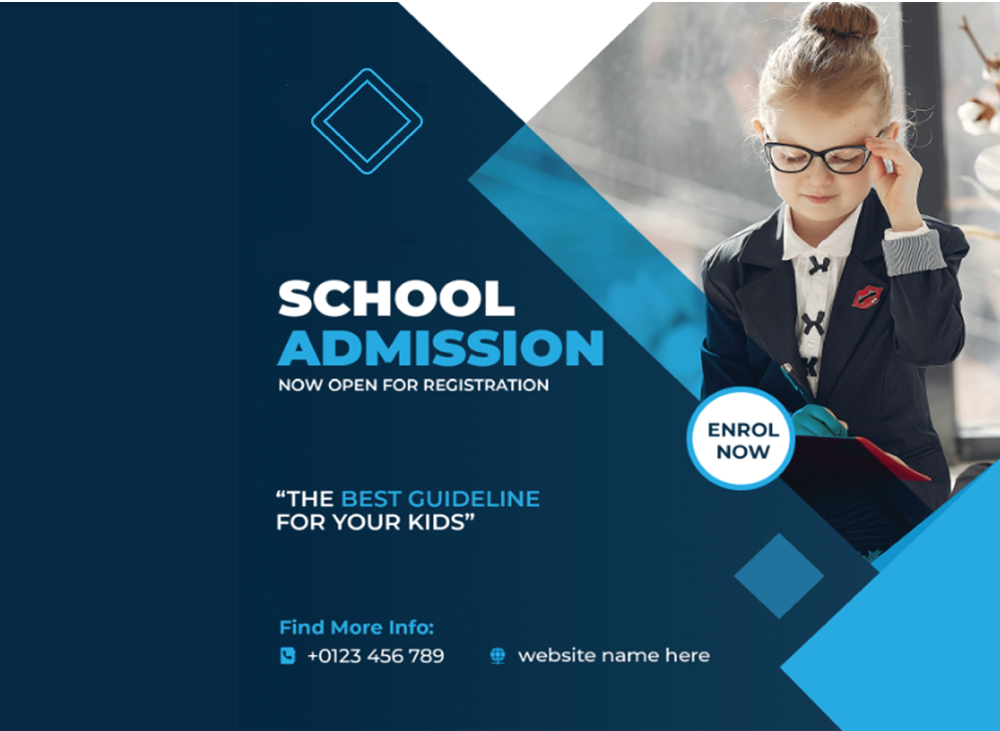 SCHOOL
ADMISSION
NOW OPEN FOR REGISTRATION
ENROL
NOW
“THE BEST GUIDELINE
FOR YOUR KIDS”
Find More Info:
+0123 456 789
website name here